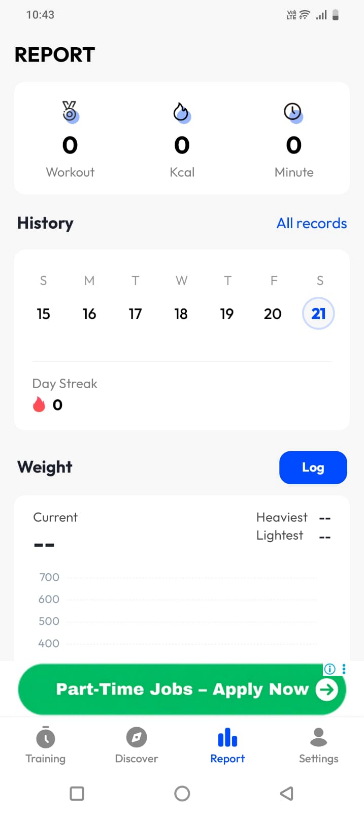 10:43
REPORT
0 0 0
Workout Kcal Minute
History All records
S M T W T F S
15 16 17 18 19 20 21
Day Streak
0
Weight Log
Current Heaviest --
-- Lightest --
700
600
500
400
Part-Time Jobs – Apply Now
Training Discover Report Settings